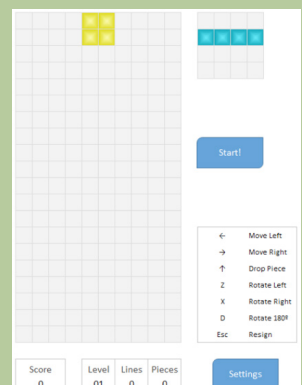 Start!
← Move Left
→ Move Right
↑ Drop Piece
Z Rotate Left
X Rotate Right
D Rotate 180º
Esc Resign
Score Level Lines Pieces
0 01 0 0
Settings